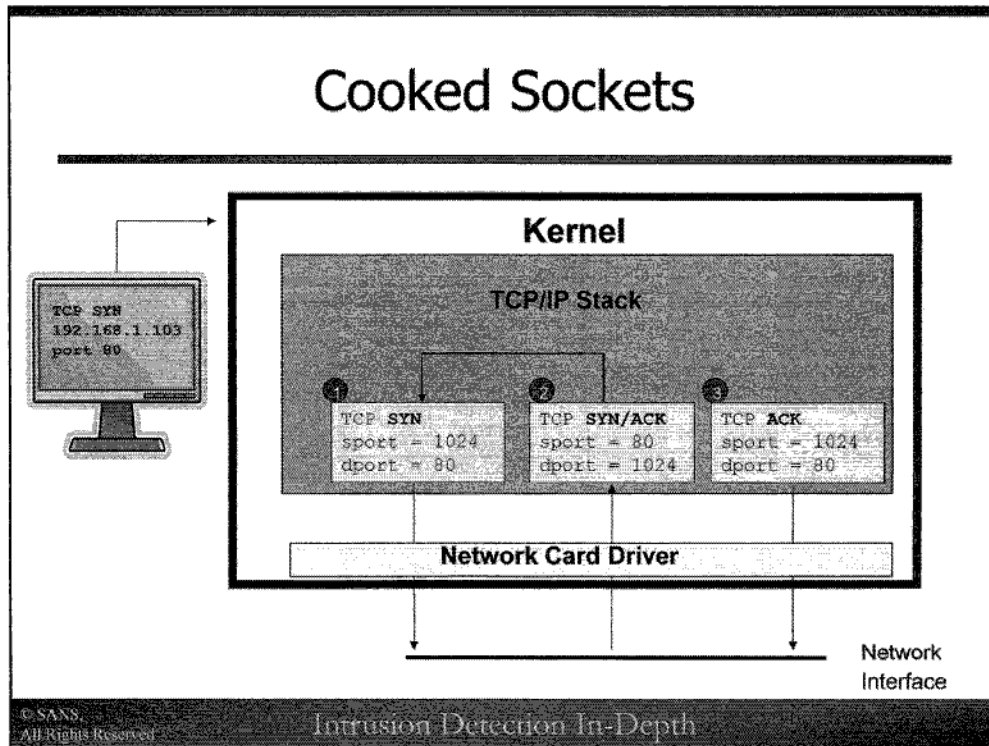 Cooked Sockets
Kernel
TCP/IP Stack
TCP SYN
192.168.1.103
port 80
1
TCP SYN
sport = 1024
dport = 80
2
TCP SYN/ACK
sport = 80
dport = 1024
3
TCP ACK
sport = 1024
dport = 80
Network Card Driver
Network
Interface
© SANS,
All Rights Reserved
Intrusion Detection In-Depth